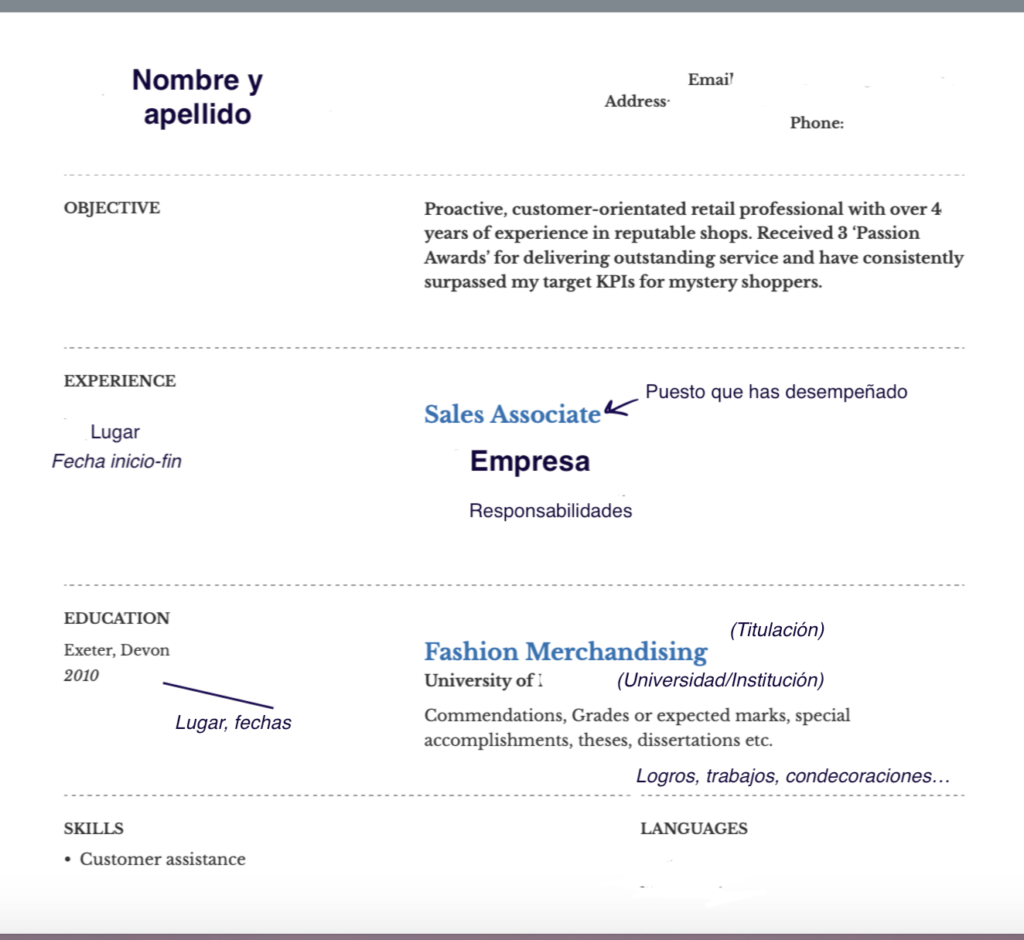 Nombre y
apellido
Email
Address
Phone:
OBJECTIVE
Proactive, customer-orientated retail professional with over 4
years of experience in reputable shops. Received 3 ‘Passion
Awards’ for delivering outstanding service and have consistently
surpassed my target KPIs for mystery shoppers.
EXPERIENCE
Lugar
Fecha inicio-fin
Sales Associate
Puesto que has desempeñado
Empresa
Responsabilidades
EDUCATION
Exeter, Devon
2010
Lugar, fechas
(Titulación)
Fashion Merchandising
University of
(Universidad/Institución)
Commendations, Grades or expected marks, special
accomplishments, theses, dissertations etc.
Logros, trabajos, condecoraciones…
SKILLS
• Customer assistance
LANGUAGES